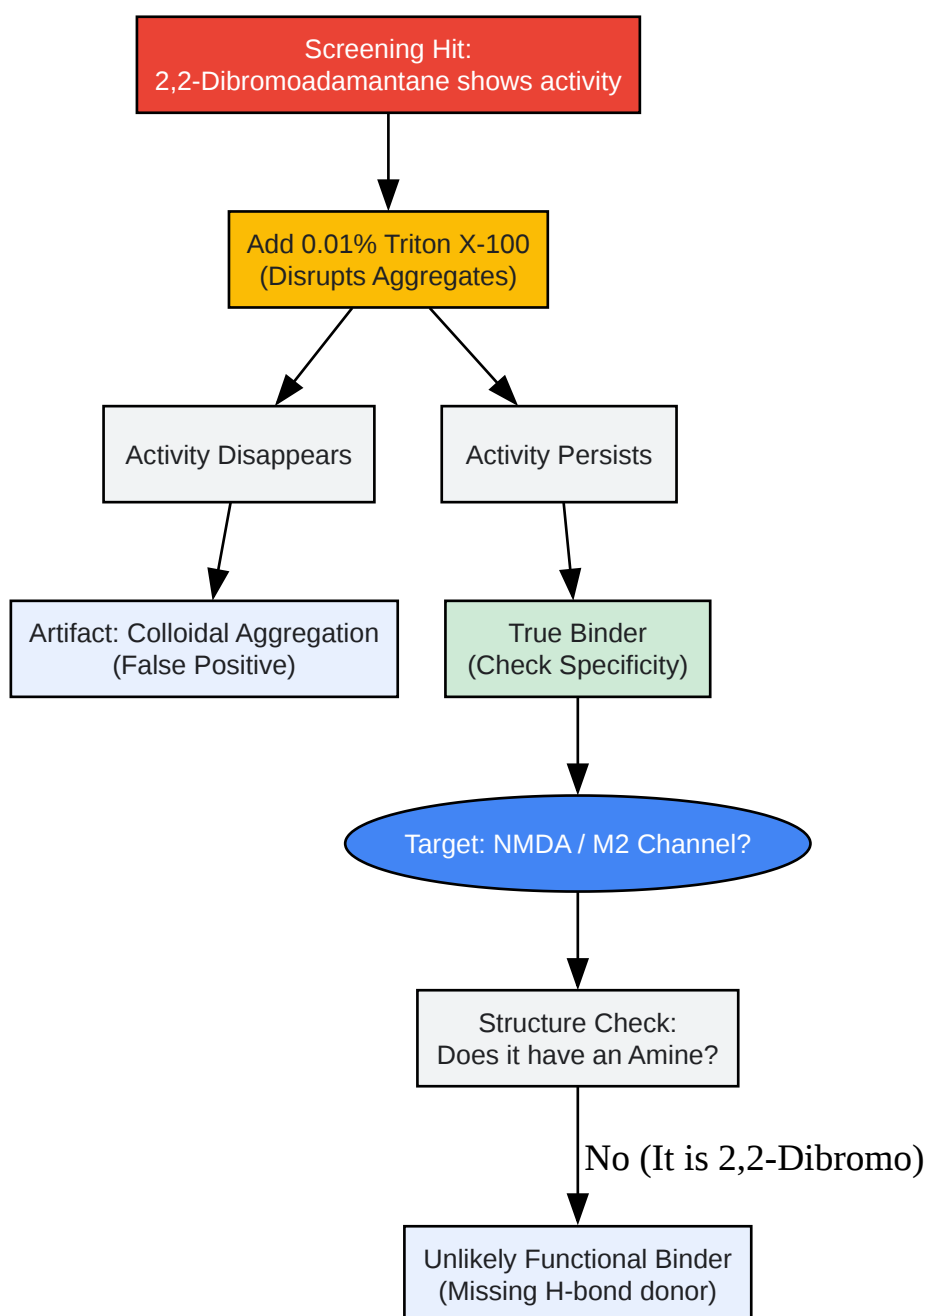 Screening Hit:
2,2-Dibromoadamantane shows activity
Add 0.01% Triton X-100
(Disrupts Aggregates)
Activity Disappears
Activity Persists
Artifact: Colloidal Aggregation
(False Positive)
True Binder
(Check Specificity)
Target: NMDA / M2 Channel?
Structure Check:
Does it have an Amine?
No (It is 2,2-Dibromo)
Unlikely Functional Binder
(Missing H-bond donor)